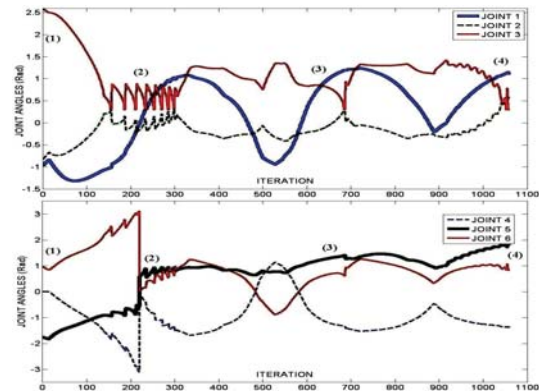 2.5
2
1.5
1
0.5
0
-0.5
-1
-1.5
JOINT ANGLES (Rad)
(1)
(2)
(3)
(4)
JOINT 1
JOINT 2
JOINT 3
0 100 200 300 400 500 600 700 800 900 1000 1100
ITERATION
3
2
1
0
-1
-2
-3
JOINT ANGLES (Rad)
(1)
(2)
(3)
(4)
JOINT 4
JOINT 5
JOINT 6
ITERATION
0 100 200 300 400 500 600 700 800 900 1000 1100